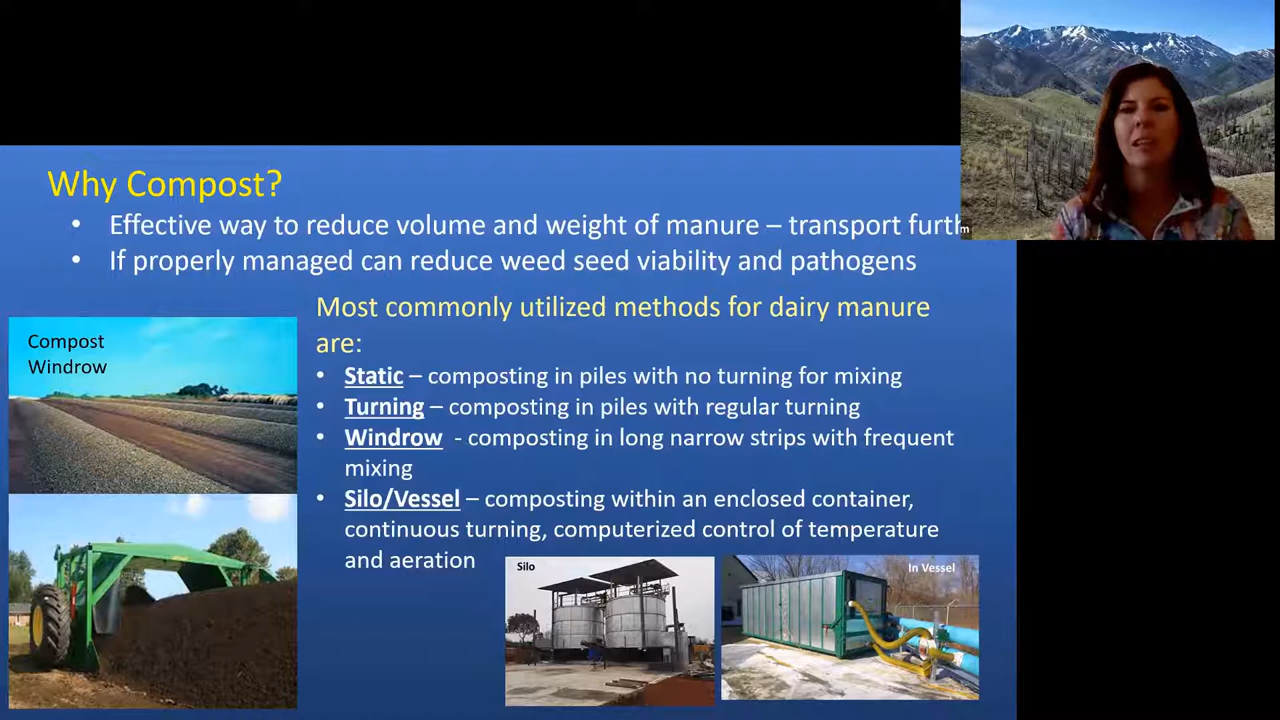 Why Compost?
• Effective way to reduce volume and weight of manure – transport furth
m
• If properly managed can reduce weed seed viability and pathogens
Most commonly utilized methods for dairy manure
are:
Compost
Windrow
• Static – composting in piles with no turning for mixing
• Turning – composting in piles with regular turning
• Windrow - composting in long narrow strips with frequent
mixing
• Silo/Vessel – composting within an enclosed container,
continuous turning, computerized control of temperature
and aeration
Silo
In Vessel